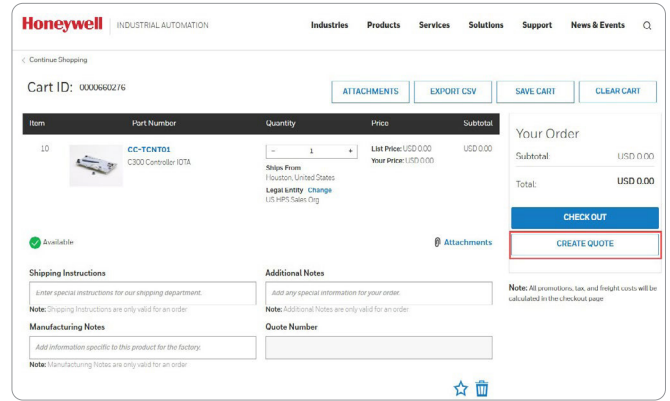 Honeywell
INDUSTRIAL AUTOMATION
Industries Products Services Solutions Support News & Events
< Continue Shopping
Cart ID: 0000660276
ATTACHMENTS EXPORT CSV SAVE CART CLEAR CART
Item Part Number Quantity Price Subtotal
10
CC-TCNT01
C300 Controller IOTA
- 1 +
Ships From
Houston, United States
Legal Entity Change
US HPS Sales Org
List Price: USD 0.00
Your Price: USD 0.00
USD 0.00
Available
Attachments
Shipping Instructions
Enter special instructions for our shipping department.
Note: Shipping Instructions are only valid for an order
Additional Notes
Add any special information for your order.
Note: Additional Notes are only valid for an order
Manufacturing Notes
Add information specific to this product for the factory.
Note: Manufacturing Notes are only valid for an order
Quote Number
Your Order
Subtotal: USD 0.00
Total: USD 0.00
CHECK OUT
CREATE QUOTE
Note: All promotions, tax, and freight costs will be
calculated in the checkout page